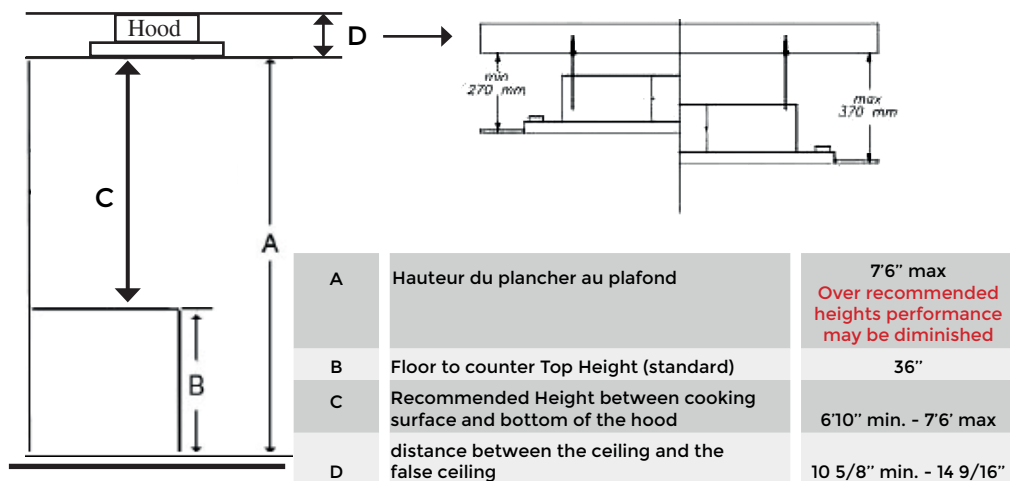 Hood
D
min
270 mm
max
370 mm
C
A
B
A Hauteur du plancher au plafond 7'6" max
Over recommended
heights performance
may be diminished
B Floor to counter Top Height (standard) 36"
C Recommended Height between cooking
surface and bottom of the hood 6'10" min. - 7'6' max
D distance between the ceiling and the
false ceiling 10 5/8" min. - 14 9/16"